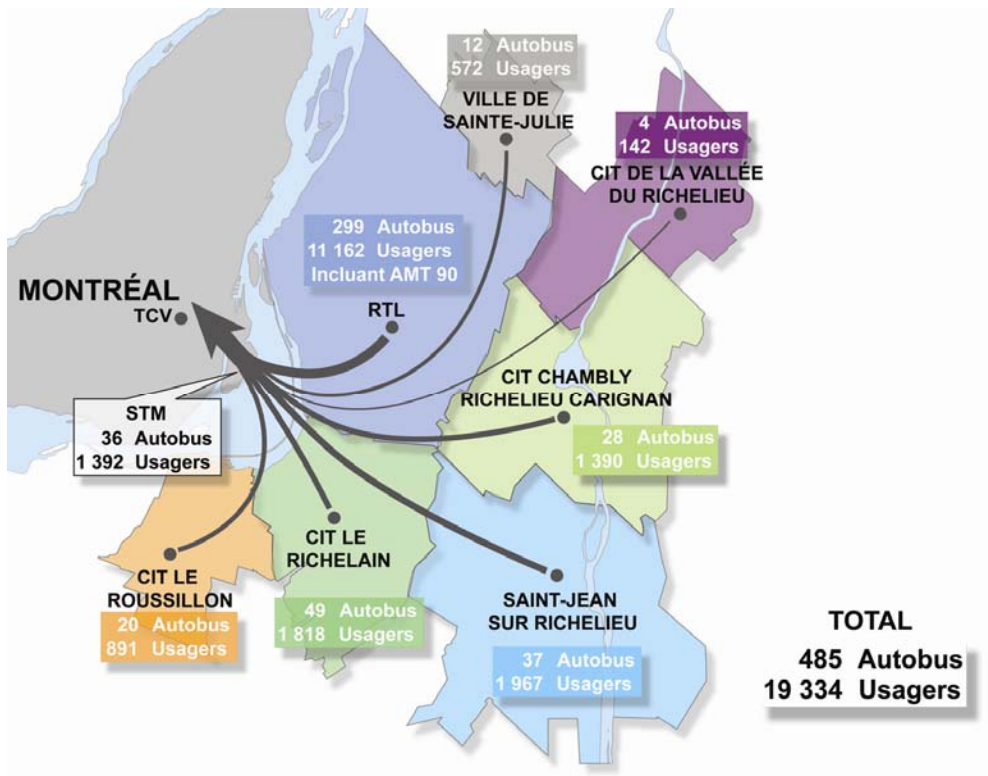 12 Autobus
572 Usagers
VILLE DE
SAINTE-JULIE
4 Autobus
142 Usagers
CIT DE LA VALLÉE
DU RICHELIEU
299 Autobus
11 162 Usagers
Incluant AMT 90
RTL
MONTRÉAL
TCV
CIT CHAMBLY
RICHELIEU CARIGNAN
28 Autobus
1 390 Usagers
STM
36 Autobus
1 392 Usagers
CIT LE
RICHELAIN
49 Autobus
1 818 Usagers
CIT LE
ROUSSILLON
20 Autobus
891 Usagers
SAINT-JEAN
SUR RICHELIEU
37 Autobus
1 967 Usagers
TOTAL
485 Autobus
19 334 Usagers